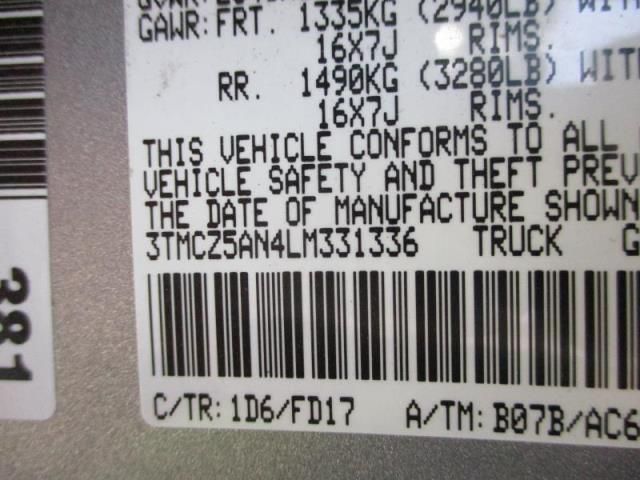 GAWR: FRT. 1335KG (2940LB) WITH
16X7J RIMS.
RR. 1490KG (3280LB) WITH
16X7J RIMS.
THIS VEHICLE CONFORMS TO ALL
VEHICLE SAFETY AND THEFT PREV
THE DATE OF MANUFACTURE SHOWN
3TMCZ5AN4LM331336 TRUCK G
C/TR: 1D6/FD17 A/TM: B07B/AC6
381